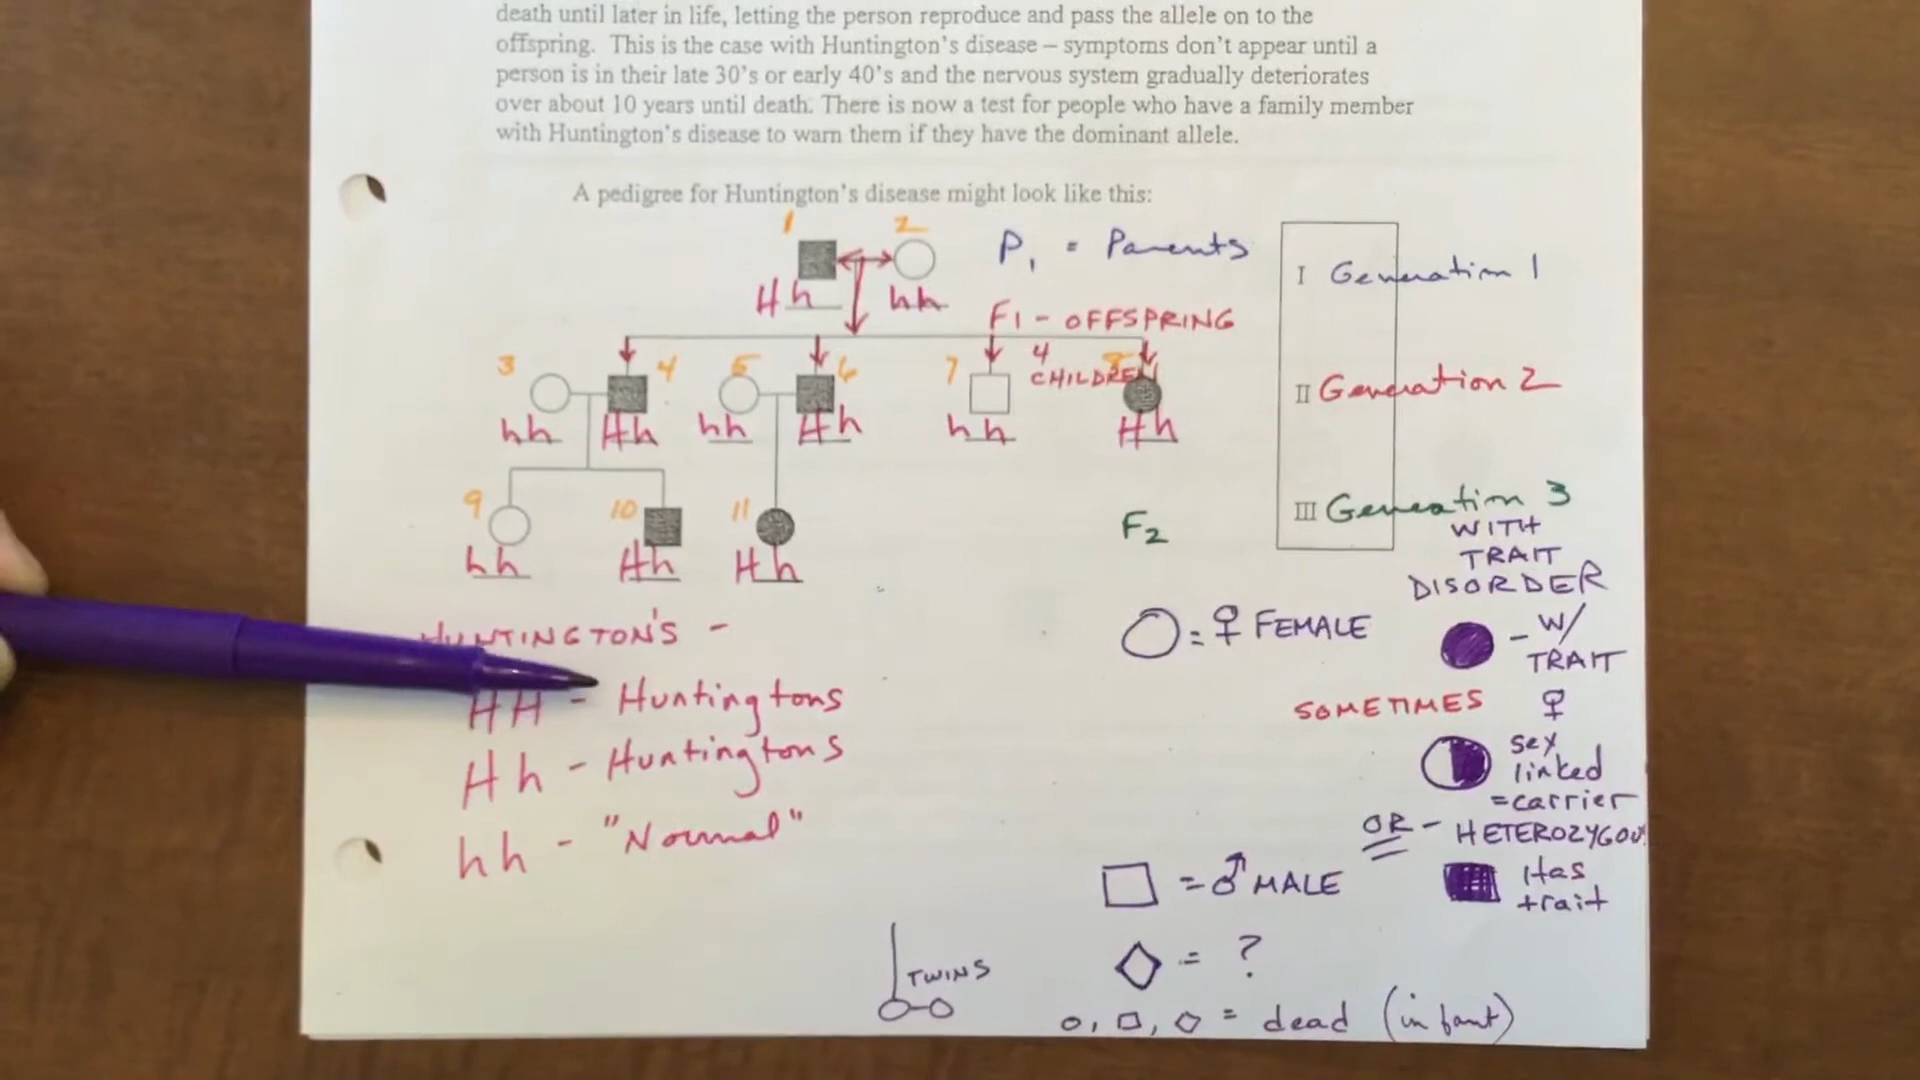 death until later in life, letting the person reproduce and pass the allele on to the
offspring. This is the case with Huntington's disease – symptoms don't appear until a
person is in their late 30's or early 40's and the nervous system gradually deteriorates
over about 10 years until death. There is now a test for people who have a family member
with Huntington's disease to warn them if they have the dominant allele.
A pedigree for Huntington's disease might look like this:
1 2
P1 = Parents
I Generation 1
Hh hh
F1 - OFFSPRING
4 CHILDREN
3 4 5 6 7 8
II Generation 2
hh Hh hh Hh hh Hh
9 10 11
F2
III Generation 3
hh Hh Hh
WITH
TRAIT
DISORDER
○ = ♀ FEMALE
- W/
TRAIT
HUNTINGTON'S -
HH - Huntingtons
Hh - Huntingtons
hh - "Normal"
SOMETIMES ♀
sex
linked
= carrier
OR - HETEROZYGOU
□ = ♂ MALE
Has
trait
TWINS
◇ = ?
○, □, ◇ = dead (infant)